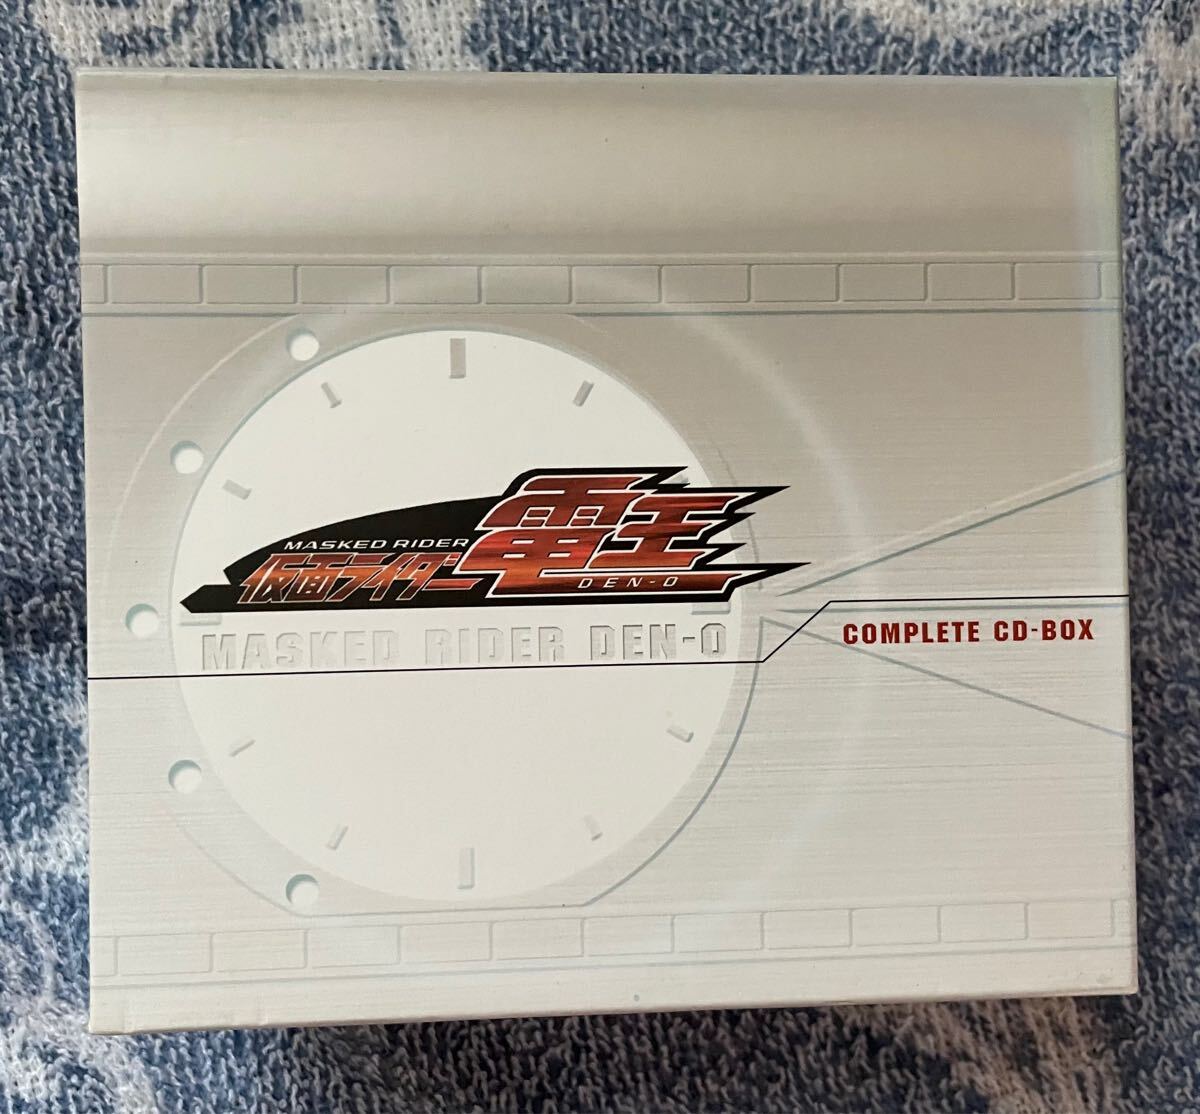 MASKED RIDER
仮面ライダー電王
DEN-O
MASKED RIDER DEN-O
COMPLETE CD-BOX